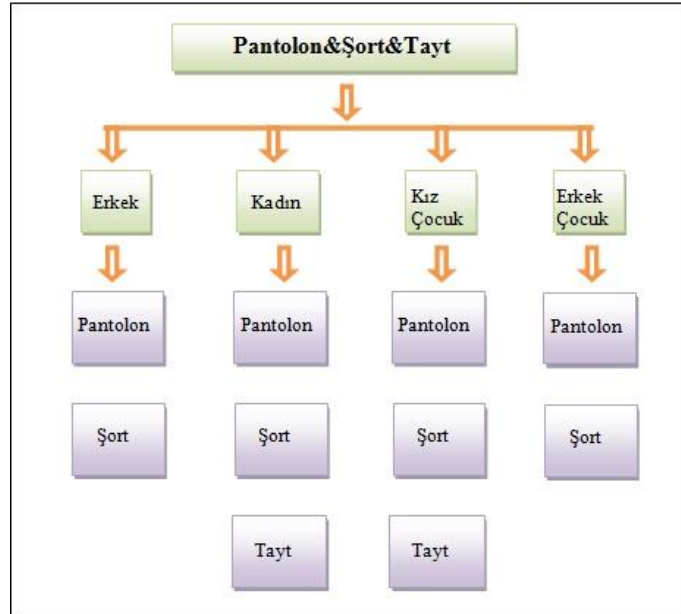 Pantolon&Şort&Tayt
Erkek
Kadın
Kız
Çocuk
Erkek
Çocuk
Pantolon
Pantolon
Pantolon
Pantolon
Şort
Şort
Şort
Şort
Tayt
Tayt